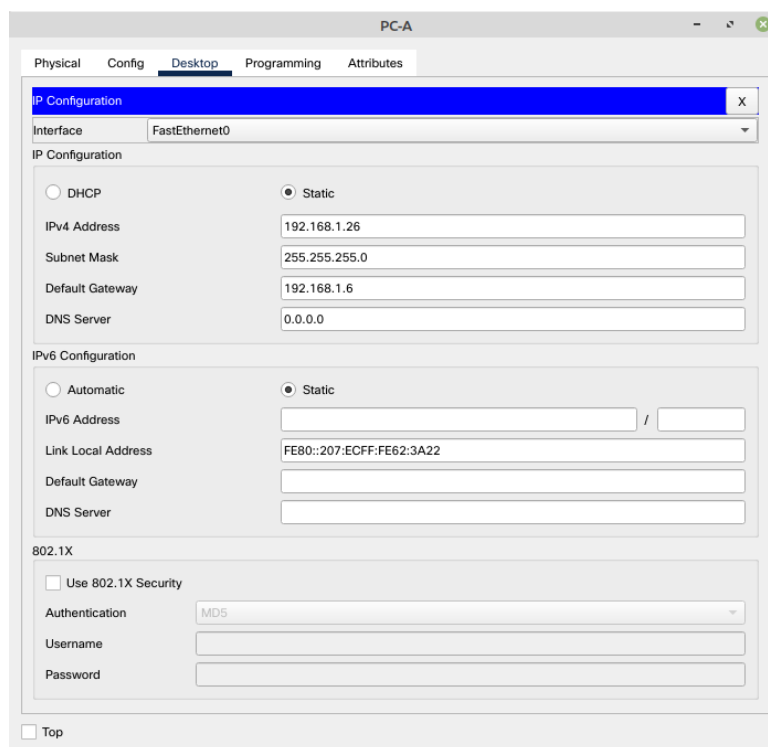 PC-A
Physical Config Desktop Programming Attributes
IP Configuration X
Interface FastEthernet0
IP Configuration
DHCP Static
IPv4 Address 192.168.1.26
Subnet Mask 255.255.255.0
Default Gateway 192.168.1.6
DNS Server 0.0.0.0
IPv6 Configuration
Automatic Static
IPv6 Address /
Link Local Address FE80::207:ECFF:FE62:3A22
Default Gateway
DNS Server
802.1X
Use 802.1X Security
Authentication MD5
Username
Password
Top